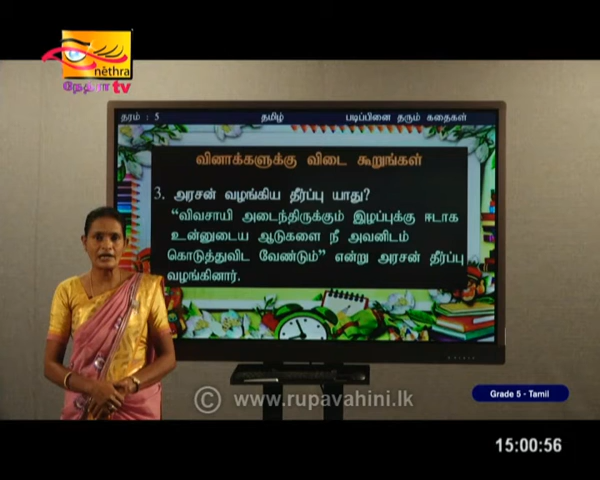 nēthra
நேத்ரா tv
தரம் : 5 தமிழ் படிப்பினை தரும் கதைகள்
வினாக்களுக்கு விடை கூறுங்கள்
3. அரசன் வழங்கிய தீர்ப்பு யாது?
“விவசாயி அடைந்திருக்கும் இழப்புக்கு ஈடாக
உன்னுடைய ஆடுகளை நீ அவனிடம்
கொடுத்துவிட வேண்டும்” என்று அரசன் தீர்ப்பு
வழங்கினார்.
Grade 5 - Tamil
© www.rupavahini.lk
15:00:56